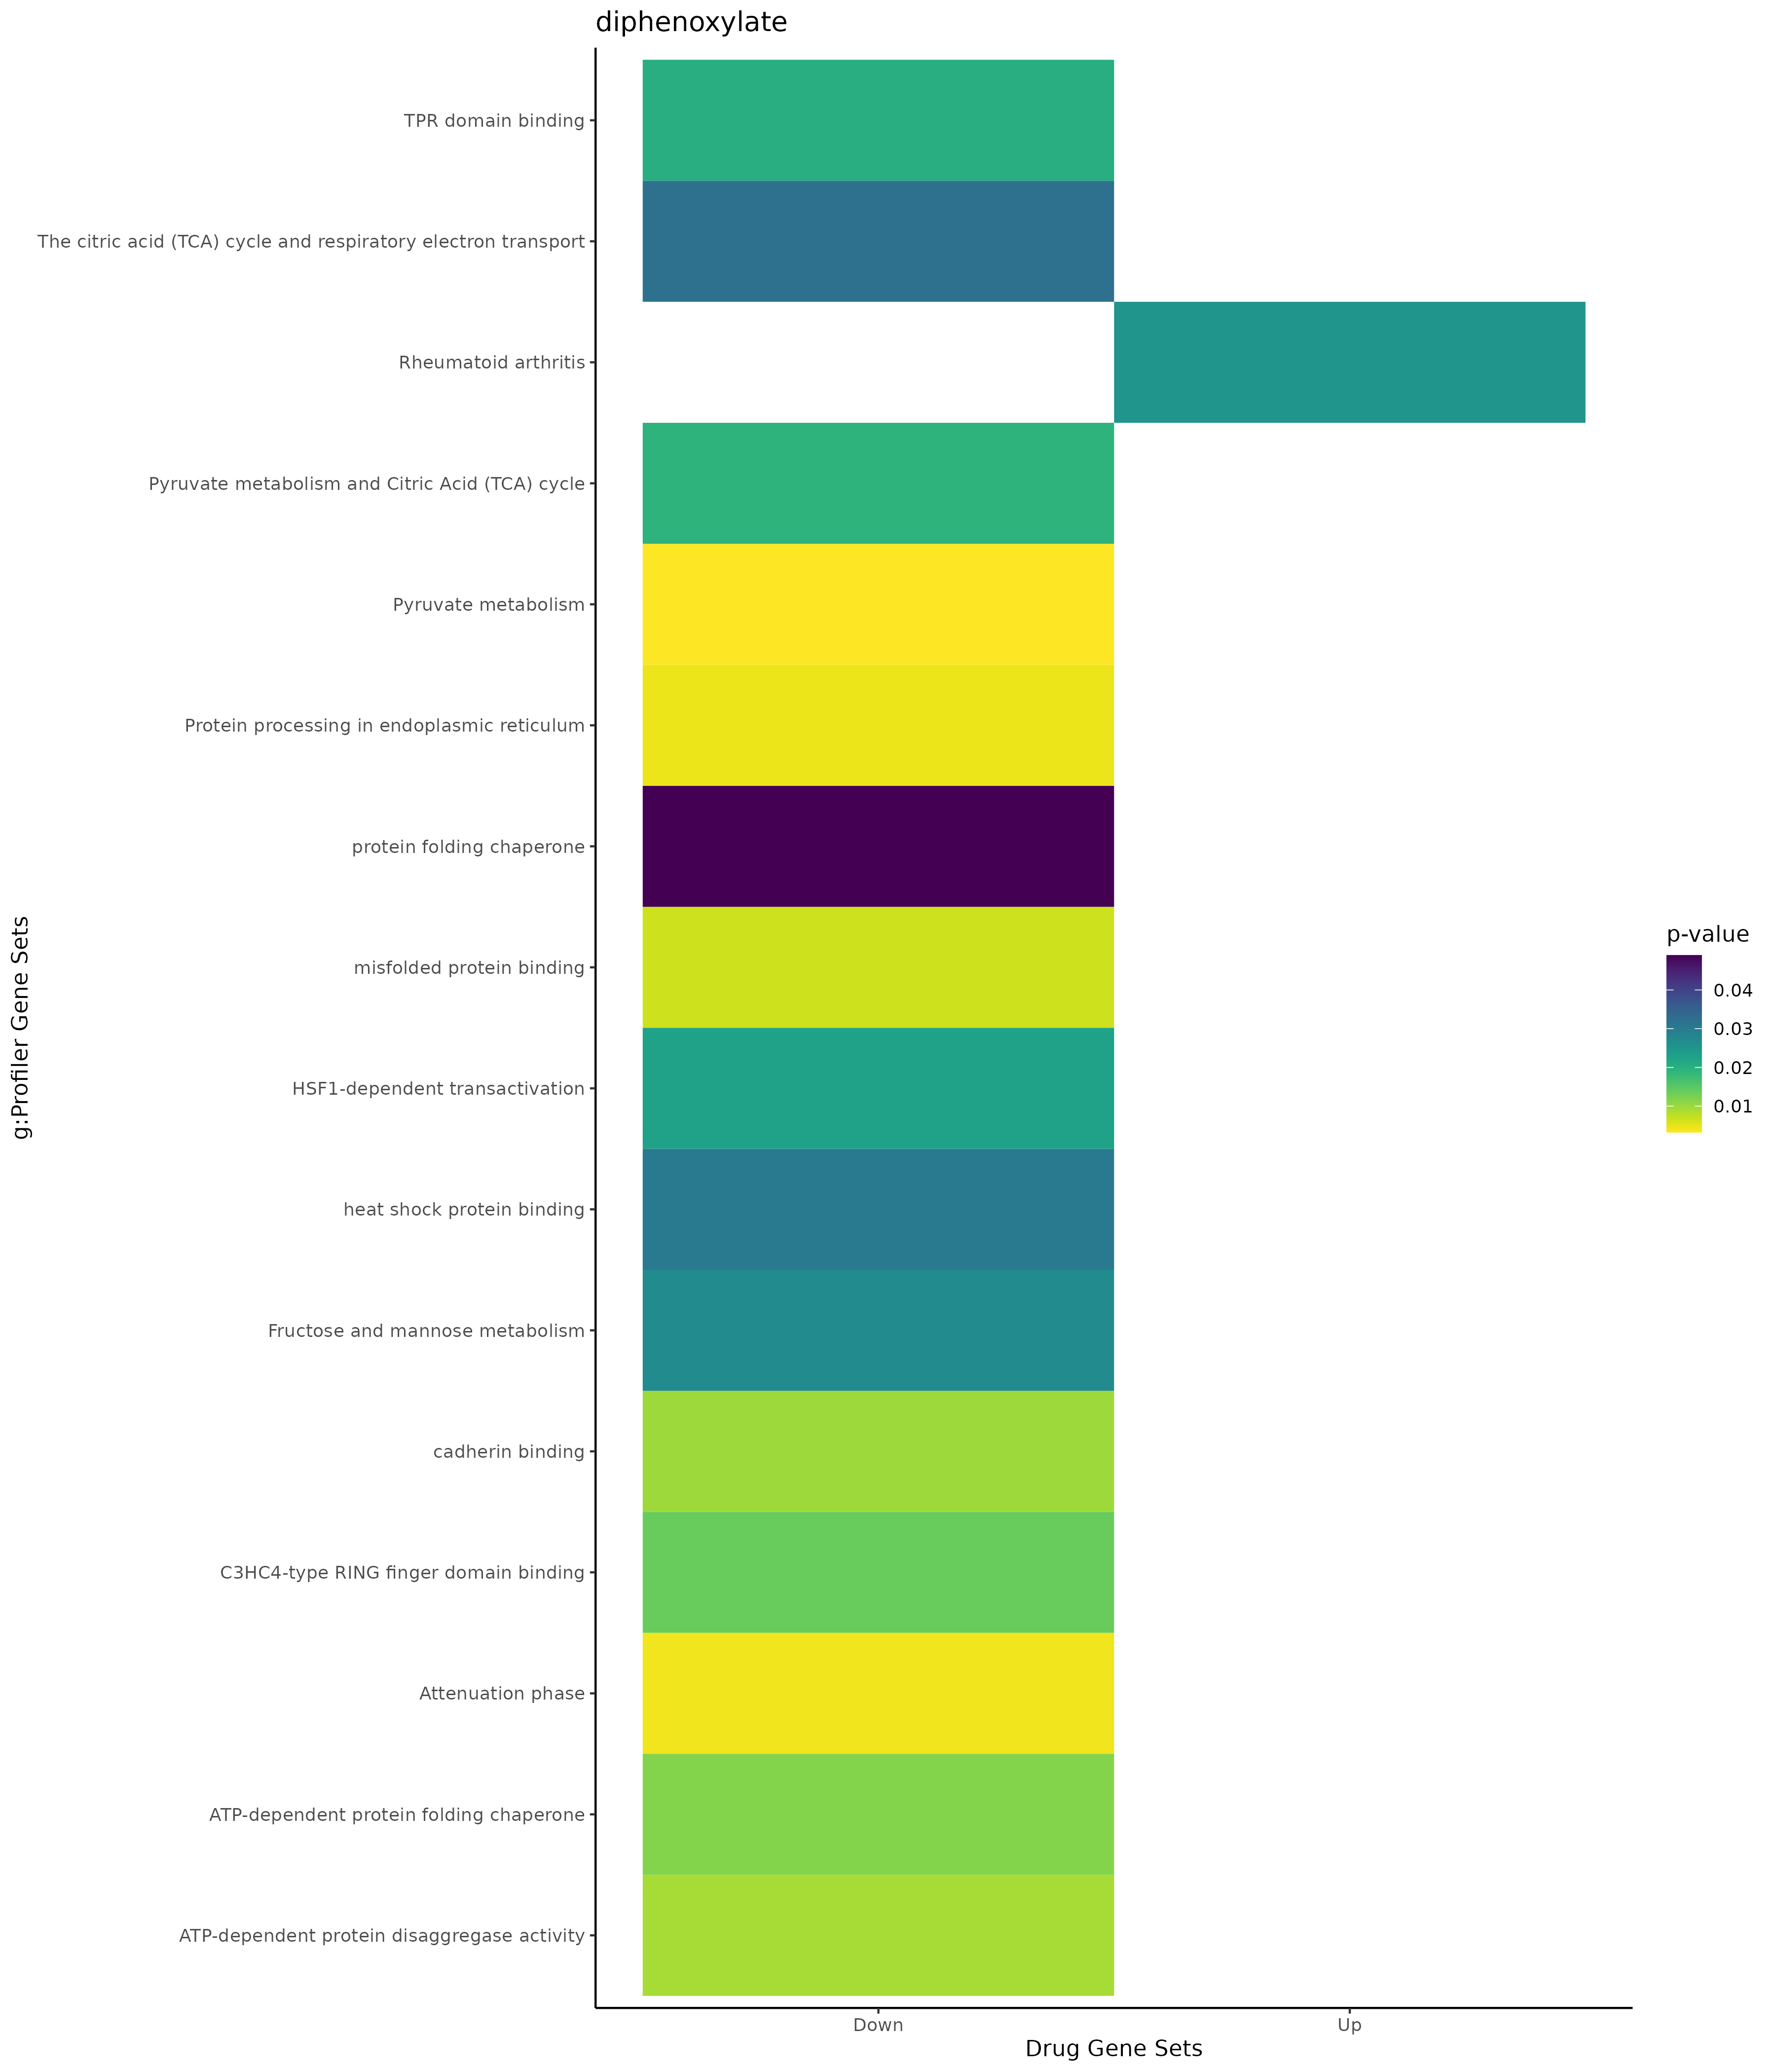 diphenoxylate
TPR domain binding
The citric acid (TCA) cycle and respiratory electron transport
Rheumatoid arthritis
Pyruvate metabolism and Citric Acid (TCA) cycle
Pyruvate metabolism
Protein processing in endoplasmic reticulum
protein folding chaperone
misfolded protein binding
HSF1-dependent transactivation
heat shock protein binding
Fructose and mannose metabolism
cadherin binding
C3HC4-type RING finger domain binding
Attenuation phase
ATP-dependent protein folding chaperone
ATP-dependent protein disaggregase activity
g:Profiler Gene Sets
Down
Up
Drug Gene Sets
p-value
0.04
0.03
0.02
0.01